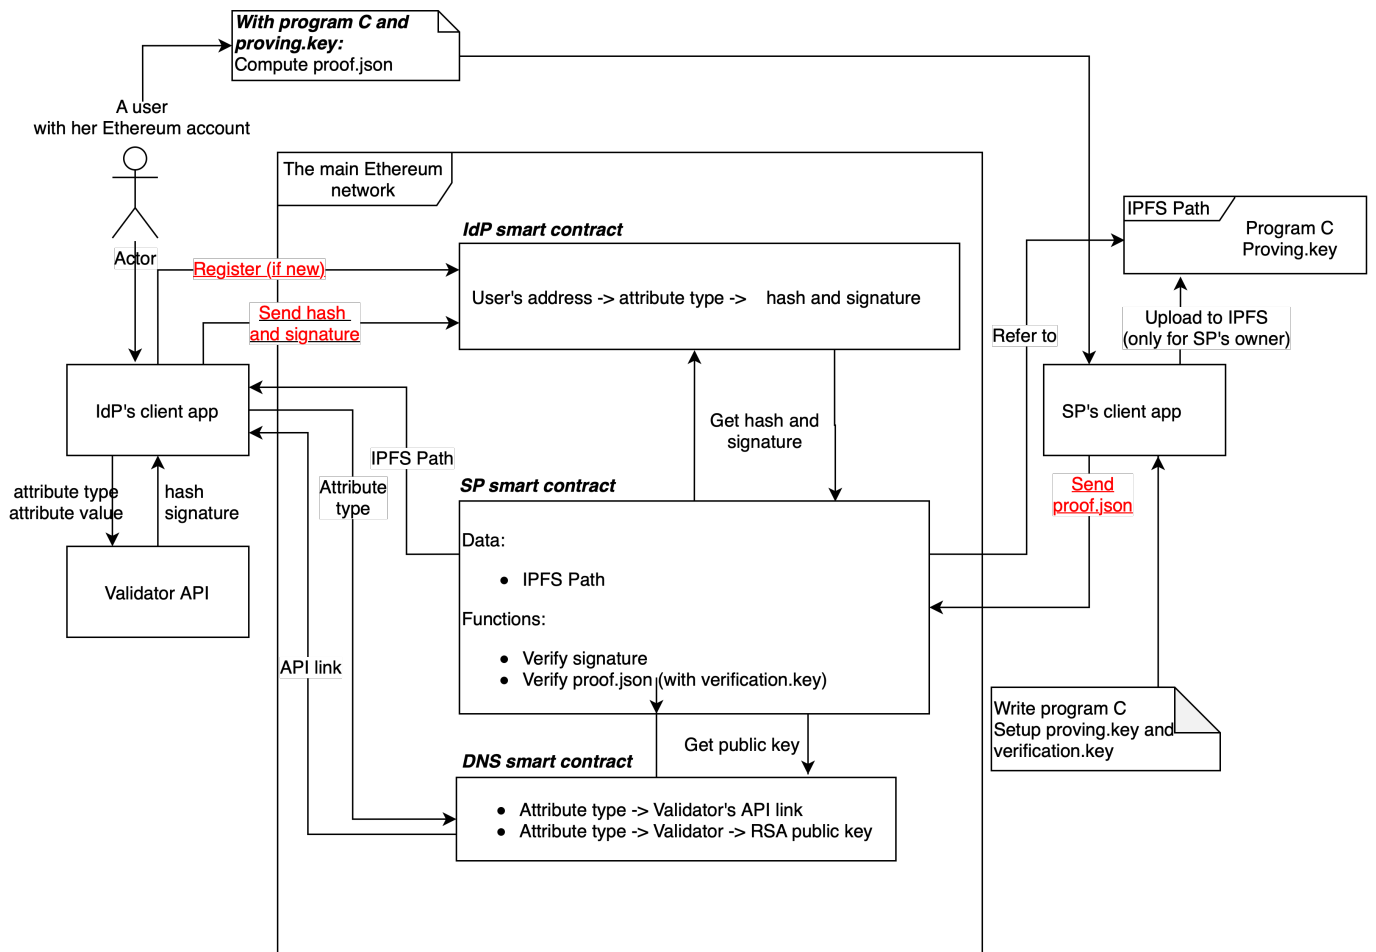 With program C and
proving.key:
Compute proof.json
A user
with her Ethereum account
The main Ethereum
network
IPFS Path
Program C
Proving.key
IdP smart contract
Actor
Register (if new)
User's address -> attribute type -> hash and signature
Send hash
and signature
Refer to
Upload to IPFS
(only for SP's owner)
IdP's client app
SP's client app
Get hash and
signature
IPFS Path
Attribute
type
SP smart contract
attribute type
attribute value
hash
signature
Send
proof.json
Data:
● IPFS Path
Validator API
Functions:
● Verify signature
● Verify proof.json (with verification.key)
API link
Write program C
Setup proving.key and
verification.key
Get public key
DNS smart contract
● Attribute type -> Validator's API link
● Attribute type -> Validator -> RSA public key